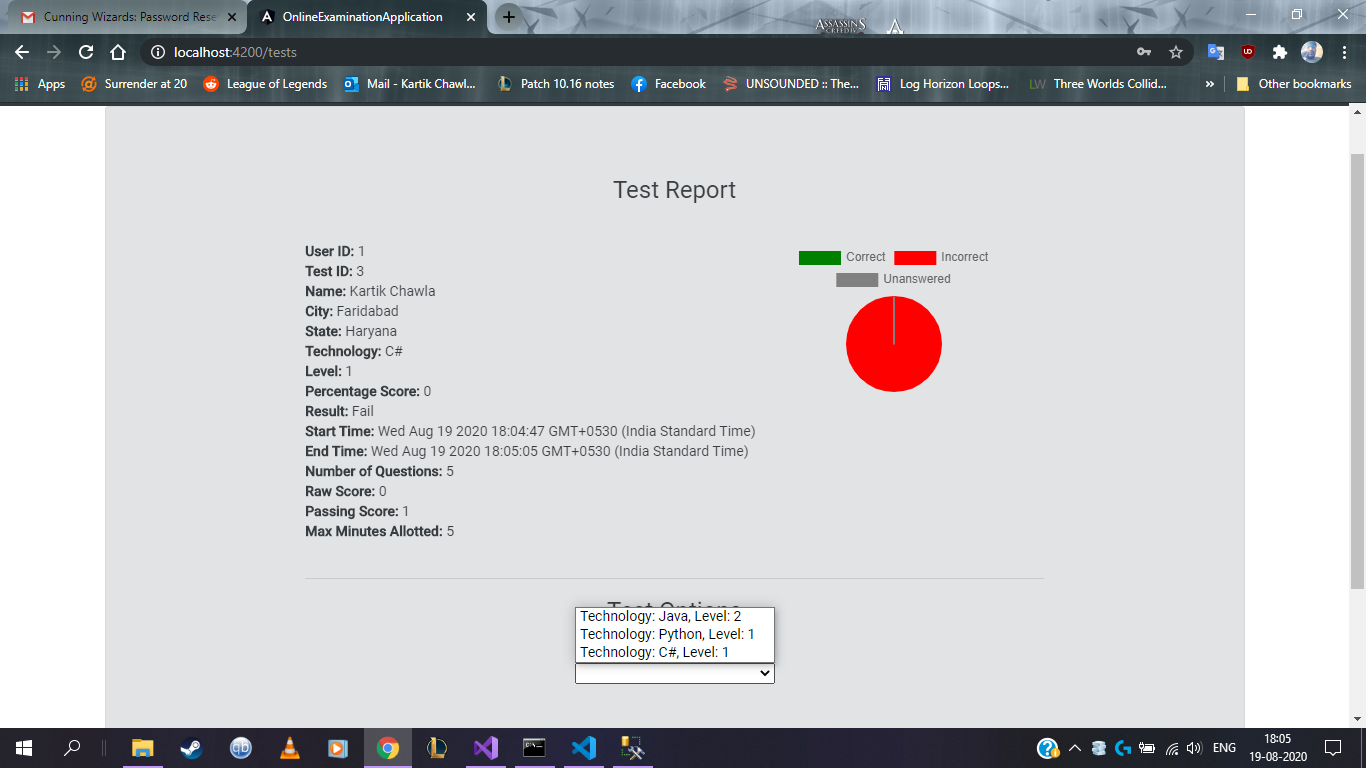 Cunning Wizards: Password Rese
OnlineExaminationApplication
ASSASSIN'S
localhost:4200/tests
Apps
Surrender at 20
League of Legends
Mail - Kartik Chawl...
Patch 10.16 notes
Facebook
UNSOUNDED :: The...
Log Horizon Loops...
LW
Three Worlds Collid...
»
Other bookmarks
Test Report
User ID: 1
Test ID: 3
Name: Kartik Chawla
City: Faridabad
State: Haryana
Technology: C#
Level: 1
Percentage Score: 0
Result: Fail
Start Time: Wed Aug 19 2020 18:04:47 GMT+0530 (India Standard Time)
End Time: Wed Aug 19 2020 18:05:05 GMT+0530 (India Standard Time)
Number of Questions: 5
Raw Score: 0
Passing Score: 1
Max Minutes Allotted: 5
Correct Incorrect
Unanswered
Test Options
Technology: Java, Level: 2
Technology: Python, Level: 1
Technology: C#, Level: 1
ENG
18:05
19-08-2020